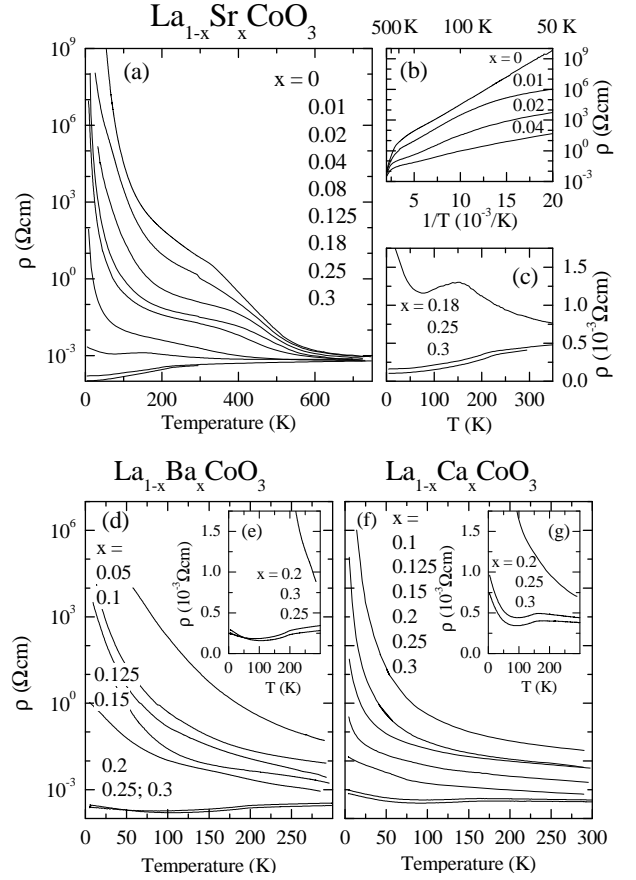 La1-xSrxCoO3
500 K 100 K 50 K
(a)
x = 0
0.01
0.02
0.04
0.08
0.125
0.18
0.25
0.3
10^9
10^6
10^3
10^0
10^-3
ρ (Ωcm)
0 200 400 600
Temperature (K)
(b)
x = 0
0.01
0.02
0.04
10^9
10^6
10^3
10^0
10^-3
ρ (Ωcm)
5 10 15 20
1/T (10^-3/K)
(c)
x = 0.18
0.25
0.3
1.5
1.0
0.5
0.0
ρ (10^-3Ωcm)
0 100 200 300
T (K)
La1-xBaxCoO3
(d)
x =
0.05
0.1
0.125
0.15
0.2
0.25; 0.3
10^6
10^3
10^0
10^-3
ρ (Ωcm)
0 50 100 150 200 250
Temperature (K)
(e)
x = 0.2
0.3
0.25
1.5
1.0
0.5
0.0
ρ (10^-3Ωcm)
0 100 200
T (K)
La1-xCaxCoO3
(f)
x =
0.1
0.125
0.15
0.2
0.25
0.3
0 50 100 150 200 250 300
Temperature (K)
(g)
x = 0.2
0.25
0.3
1.5
1.0
0.5
0.0
ρ (10^-3Ωcm)
0 100 200
T (K)